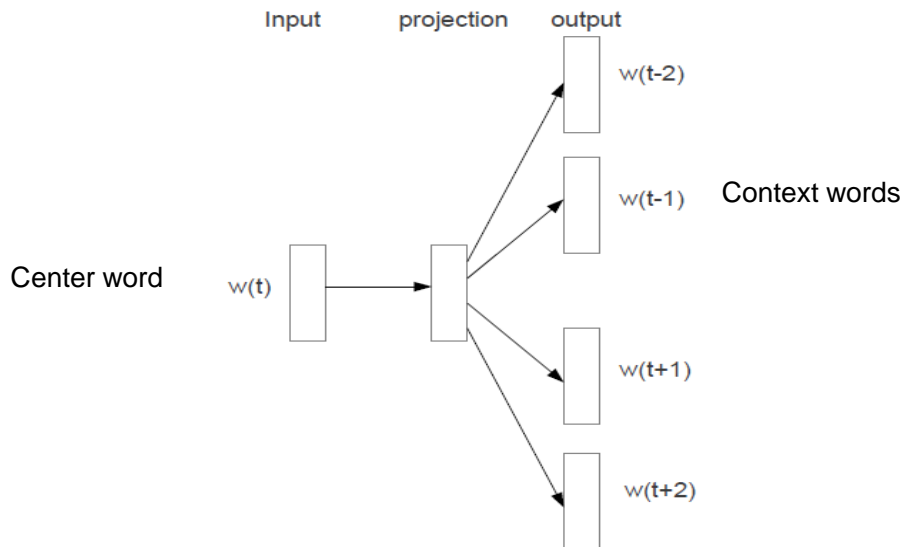 Input projection output
w(t-2)
w(t-1) Context words
Center word w(t)
w(t+1)
w(t+2)